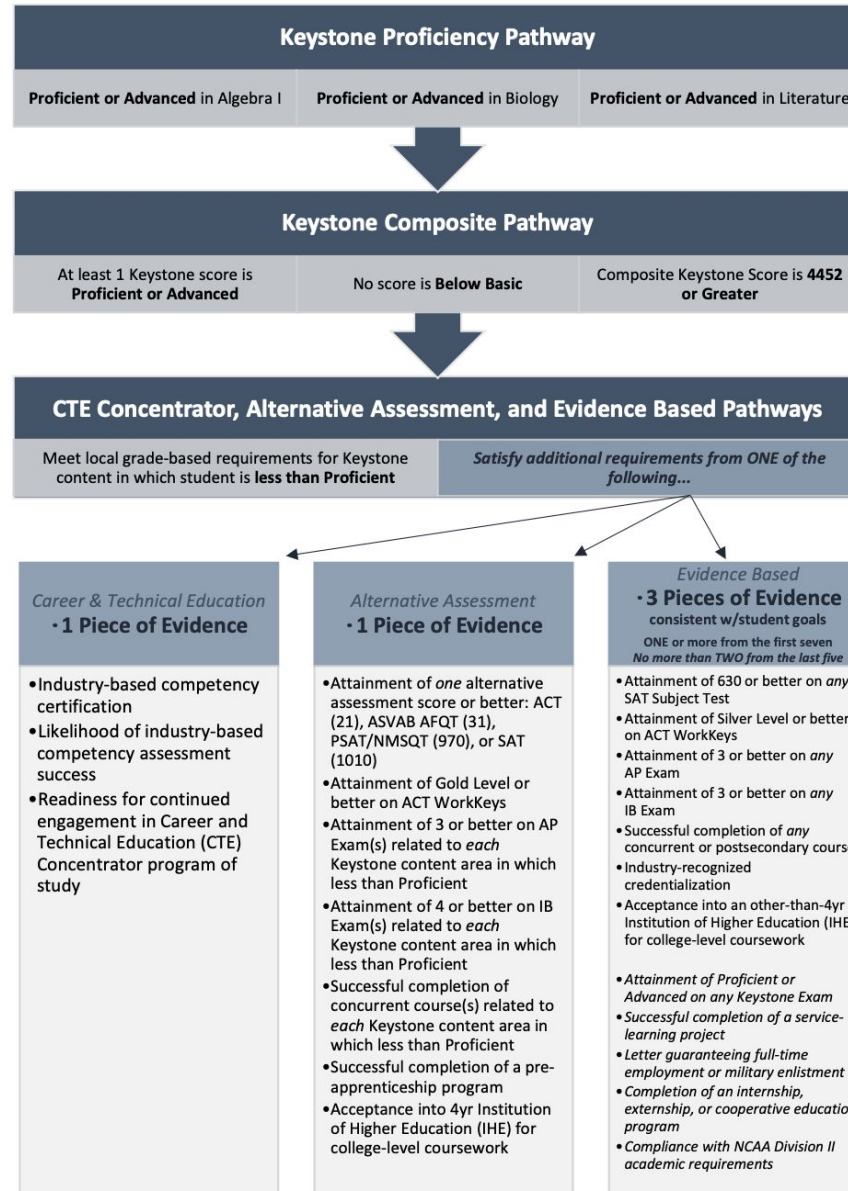 Keystone Proficiency Pathway
Proficient or Advanced in Algebra I
Proficient or Advanced in Biology
Proficient or Advanced in Literature
Keystone Composite Pathway
At least 1 Keystone score is
Proficient or Advanced
No score is Below Basic
Composite Keystone Score is 4452
or Greater
CTE Concentrator, Alternative Assessment, and Evidence Based Pathways
Meet local grade-based requirements for Keystone
content in which student is less than Proficient
Satisfy additional requirements from ONE of the
following...
Career & Technical Education
· 1 Piece of Evidence
•Industry-based competency
certification
•Likelihood of industry-based
competency assessment
success
•Readiness for continued
engagement in Career and
Technical Education (CTE)
Concentrator program of
study
Alternative Assessment
· 1 Piece of Evidence
•Attainment of one alternative
assessment score or better: ACT
(21), ASVAB AFQT (31),
PSAT/NMSQT (970), or SAT
(1010)
•Attainment of Gold Level or
better on ACT WorkKeys
•Attainment of 3 or better on AP
Exam(s) related to each
Keystone content area in which
less than Proficient
•Attainment of 4 or better on IB
Exam(s) related to each
Keystone content area in which
less than Proficient
•Successful completion of
concurrent course(s) related to
each Keystone content area in
which less than Proficient
•Successful completion of a pre-
apprenticeship program
•Acceptance into 4yr Institution
of Higher Education (IHE) for
college-level coursework
Evidence Based
· 3 Pieces of Evidence
consistent w/student goals
ONE or more from the first seven
No more than TWO from the last five
•Attainment of 630 or better on any
SAT Subject Test
•Attainment of Silver Level or better
on ACT WorkKeys
•Attainment of 3 or better on any
AP Exam
•Attainment of 3 or better on any
IB Exam
•Successful completion of any
concurrent or postsecondary cours
•Industry-recognized
credentialization
•Acceptance into an other-than-4yr
Institution of Higher Education (IHE
for college-level coursework
•Attainment of Proficient or
Advanced on any Keystone Exam
•Successful completion of a service-
learning project
•Letter guaranteeing full-time
employment or military enlistment
•Completion of an internship,
externship, or cooperative educatio
program
•Compliance with NCAA Division II
academic requirements